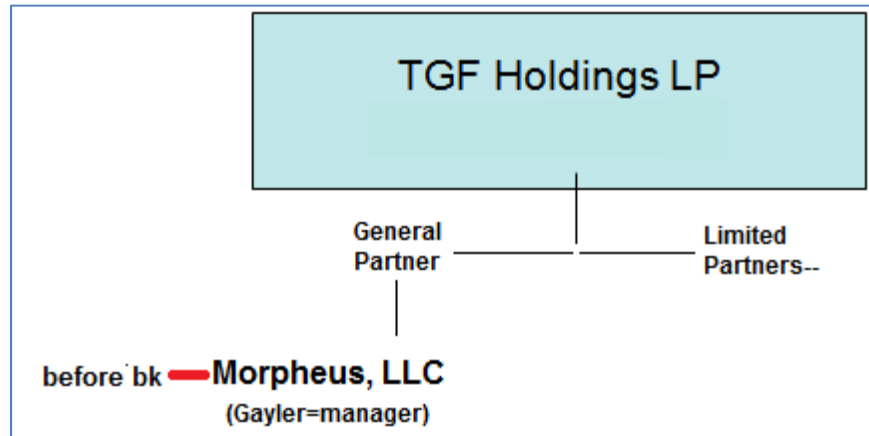 TGF Holdings LP
General
Partner
Limited
Partners--
before bk Morpheus, LLC
(Gayler=manager)